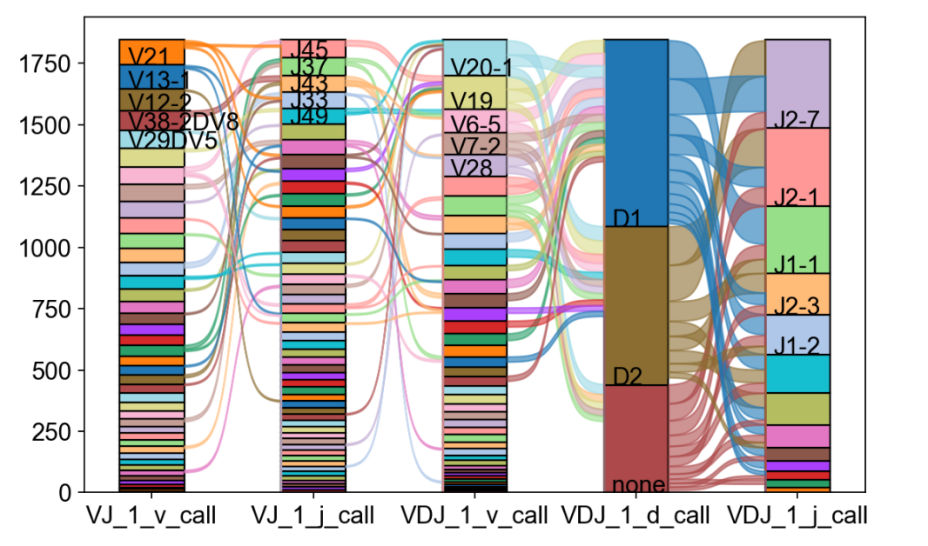 1750
1500
1250
1000
750
500
250
0
V21
V13-1
V12-2
V38-2DV8
V29DV5
J45
J37
J43
J33
J49
V20-1
V19
V6-5
V7-2
V28
D1
D2
none
J2-7
J2-1
J1-1
J2-3
J1-2
VJ_1_v_call
VJ_1_j_call
VDJ_1_v_call
VDJ_1_d_call
VDJ_1_j_call